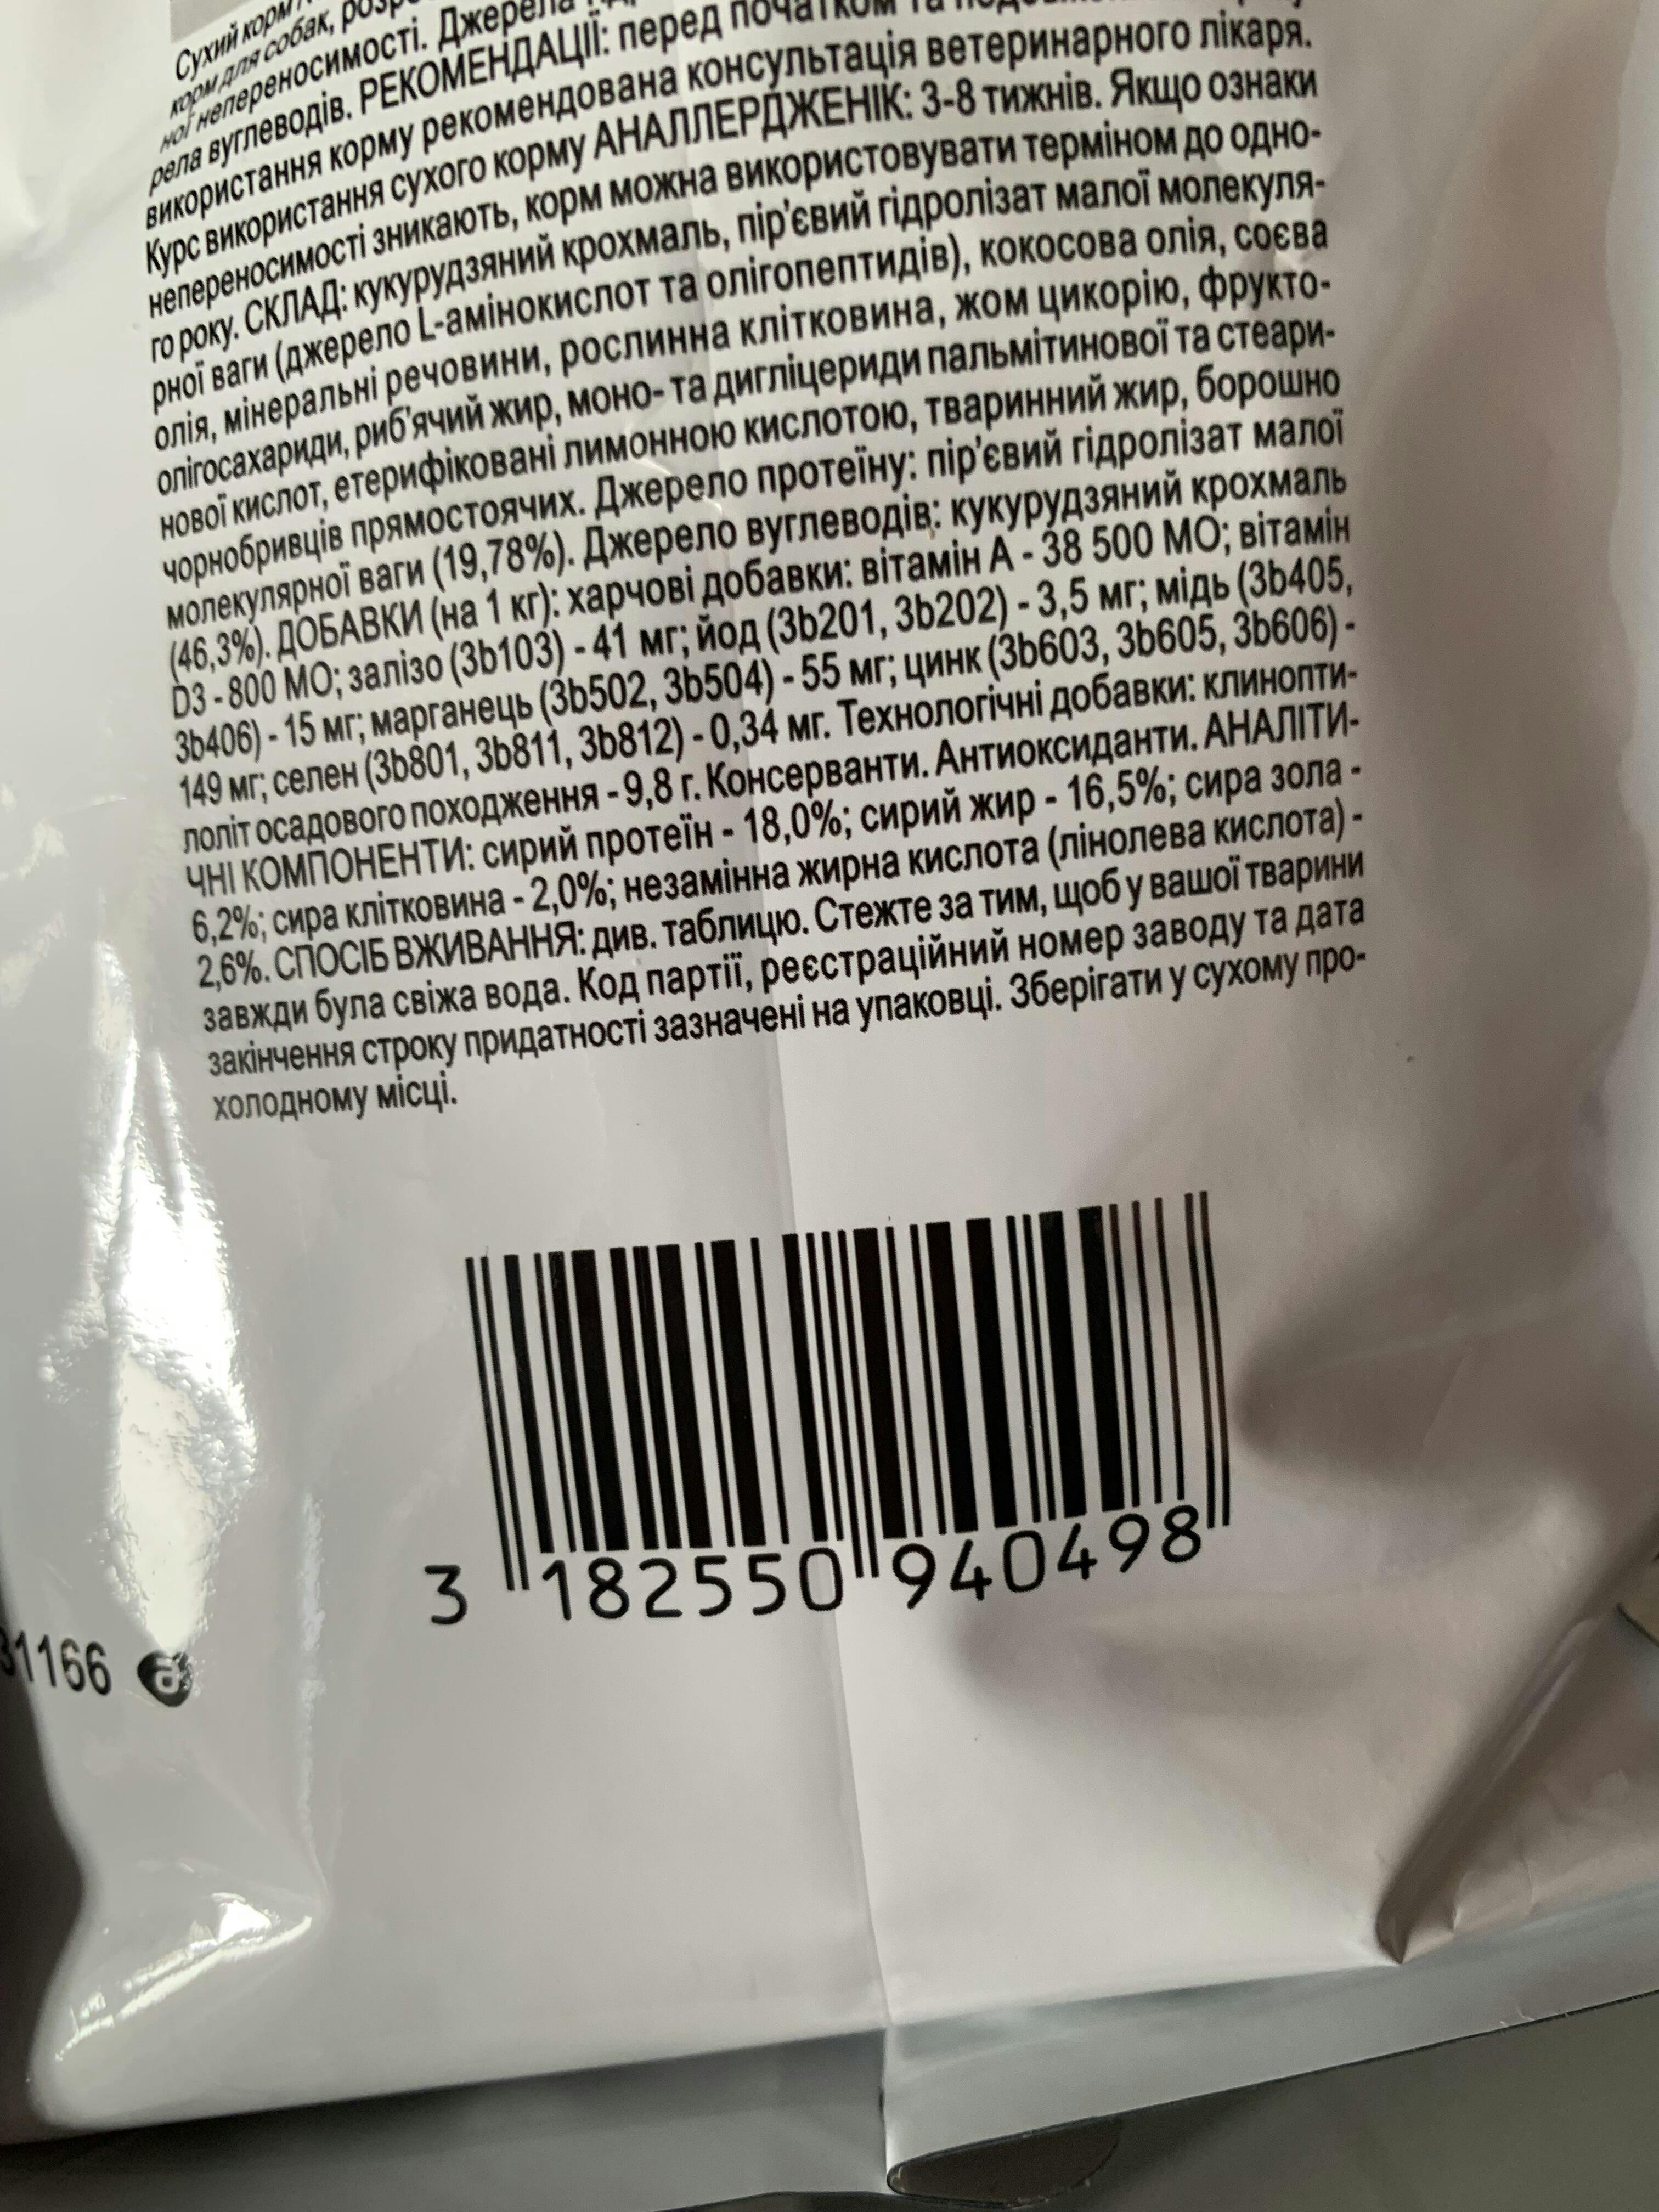 Сухий корм
корм для собак,
ної непереносимості. Джерела
рела вуглеводів. РЕКОМЕНДАЦІЇ: перед початком та
використання корму рекомендована консультація ветеринарного лікаря.
Курс використання сухого корму АНАЛЛЕРДЖЕНІК: 3-8 тижнів. Якщо ознаки
непереносимості зникають, корм можна використовувати терміном до одно-
го року. СКЛАД: кукурудзяний крохмаль, пір'євий гідролізат малої молекуля-
рної ваги (джерело L-амінокислот та олігопептидів), кокосова олія, соєва
олія, мінеральні речовини, рослинна клітковина, жом цикорію, фрукто-
олігосахариди, риб'ячий жир, моно- та дигліцериди пальмітинової та стеари-
нової кислот, етерифіковані лимонною кислотою, тваринний жир, борошно
чорнобривців прямостоячих. Джерело протеїну: пір'євий гідролізат малої
молекулярної ваги (19,78%). Джерело вуглеводів: кукурудзяний крохмаль
(46,3%). ДОБАВКИ (на 1 кг): харчові добавки: вітамін А - 38 500 МО; вітамін
D3 - 800 МО; залізо (3b103) - 41 мг; йод (3b201, 3b202) - 3,5 мг; мідь (3b405,
3b406) - 15 мг; марганець (3b502, 3b504) - 55 мг; цинк (3b603, 3b605, 3b606) -
149 мг; селен (3b801, 3b811, 3b812) - 0,34 мг. Технологічні добавки: клинопти-
лоліт осадового походження - 9,8 г. Консерванти. Антиоксиданти. АНАЛІТИ-
ЧНІ КОМПОНЕНТИ: сирий протеїн - 18,0%; сирий жир - 16,5%; сира зола -
6,2%; сира клітковина - 2,0%; незамінна жирна кислота (лінолева кислота) -
2,6%. СПОСІБ ВЖИВАННЯ: див. таблицю. Стежте за тим, щоб у вашої тварини
завжди була свіжа вода. Код партії, реєстраційний номер заводу та дата
закінчення строку придатності зазначені на упаковці. Зберігати у сухому про-
холодному місці.
3 182550 940498
31166 a